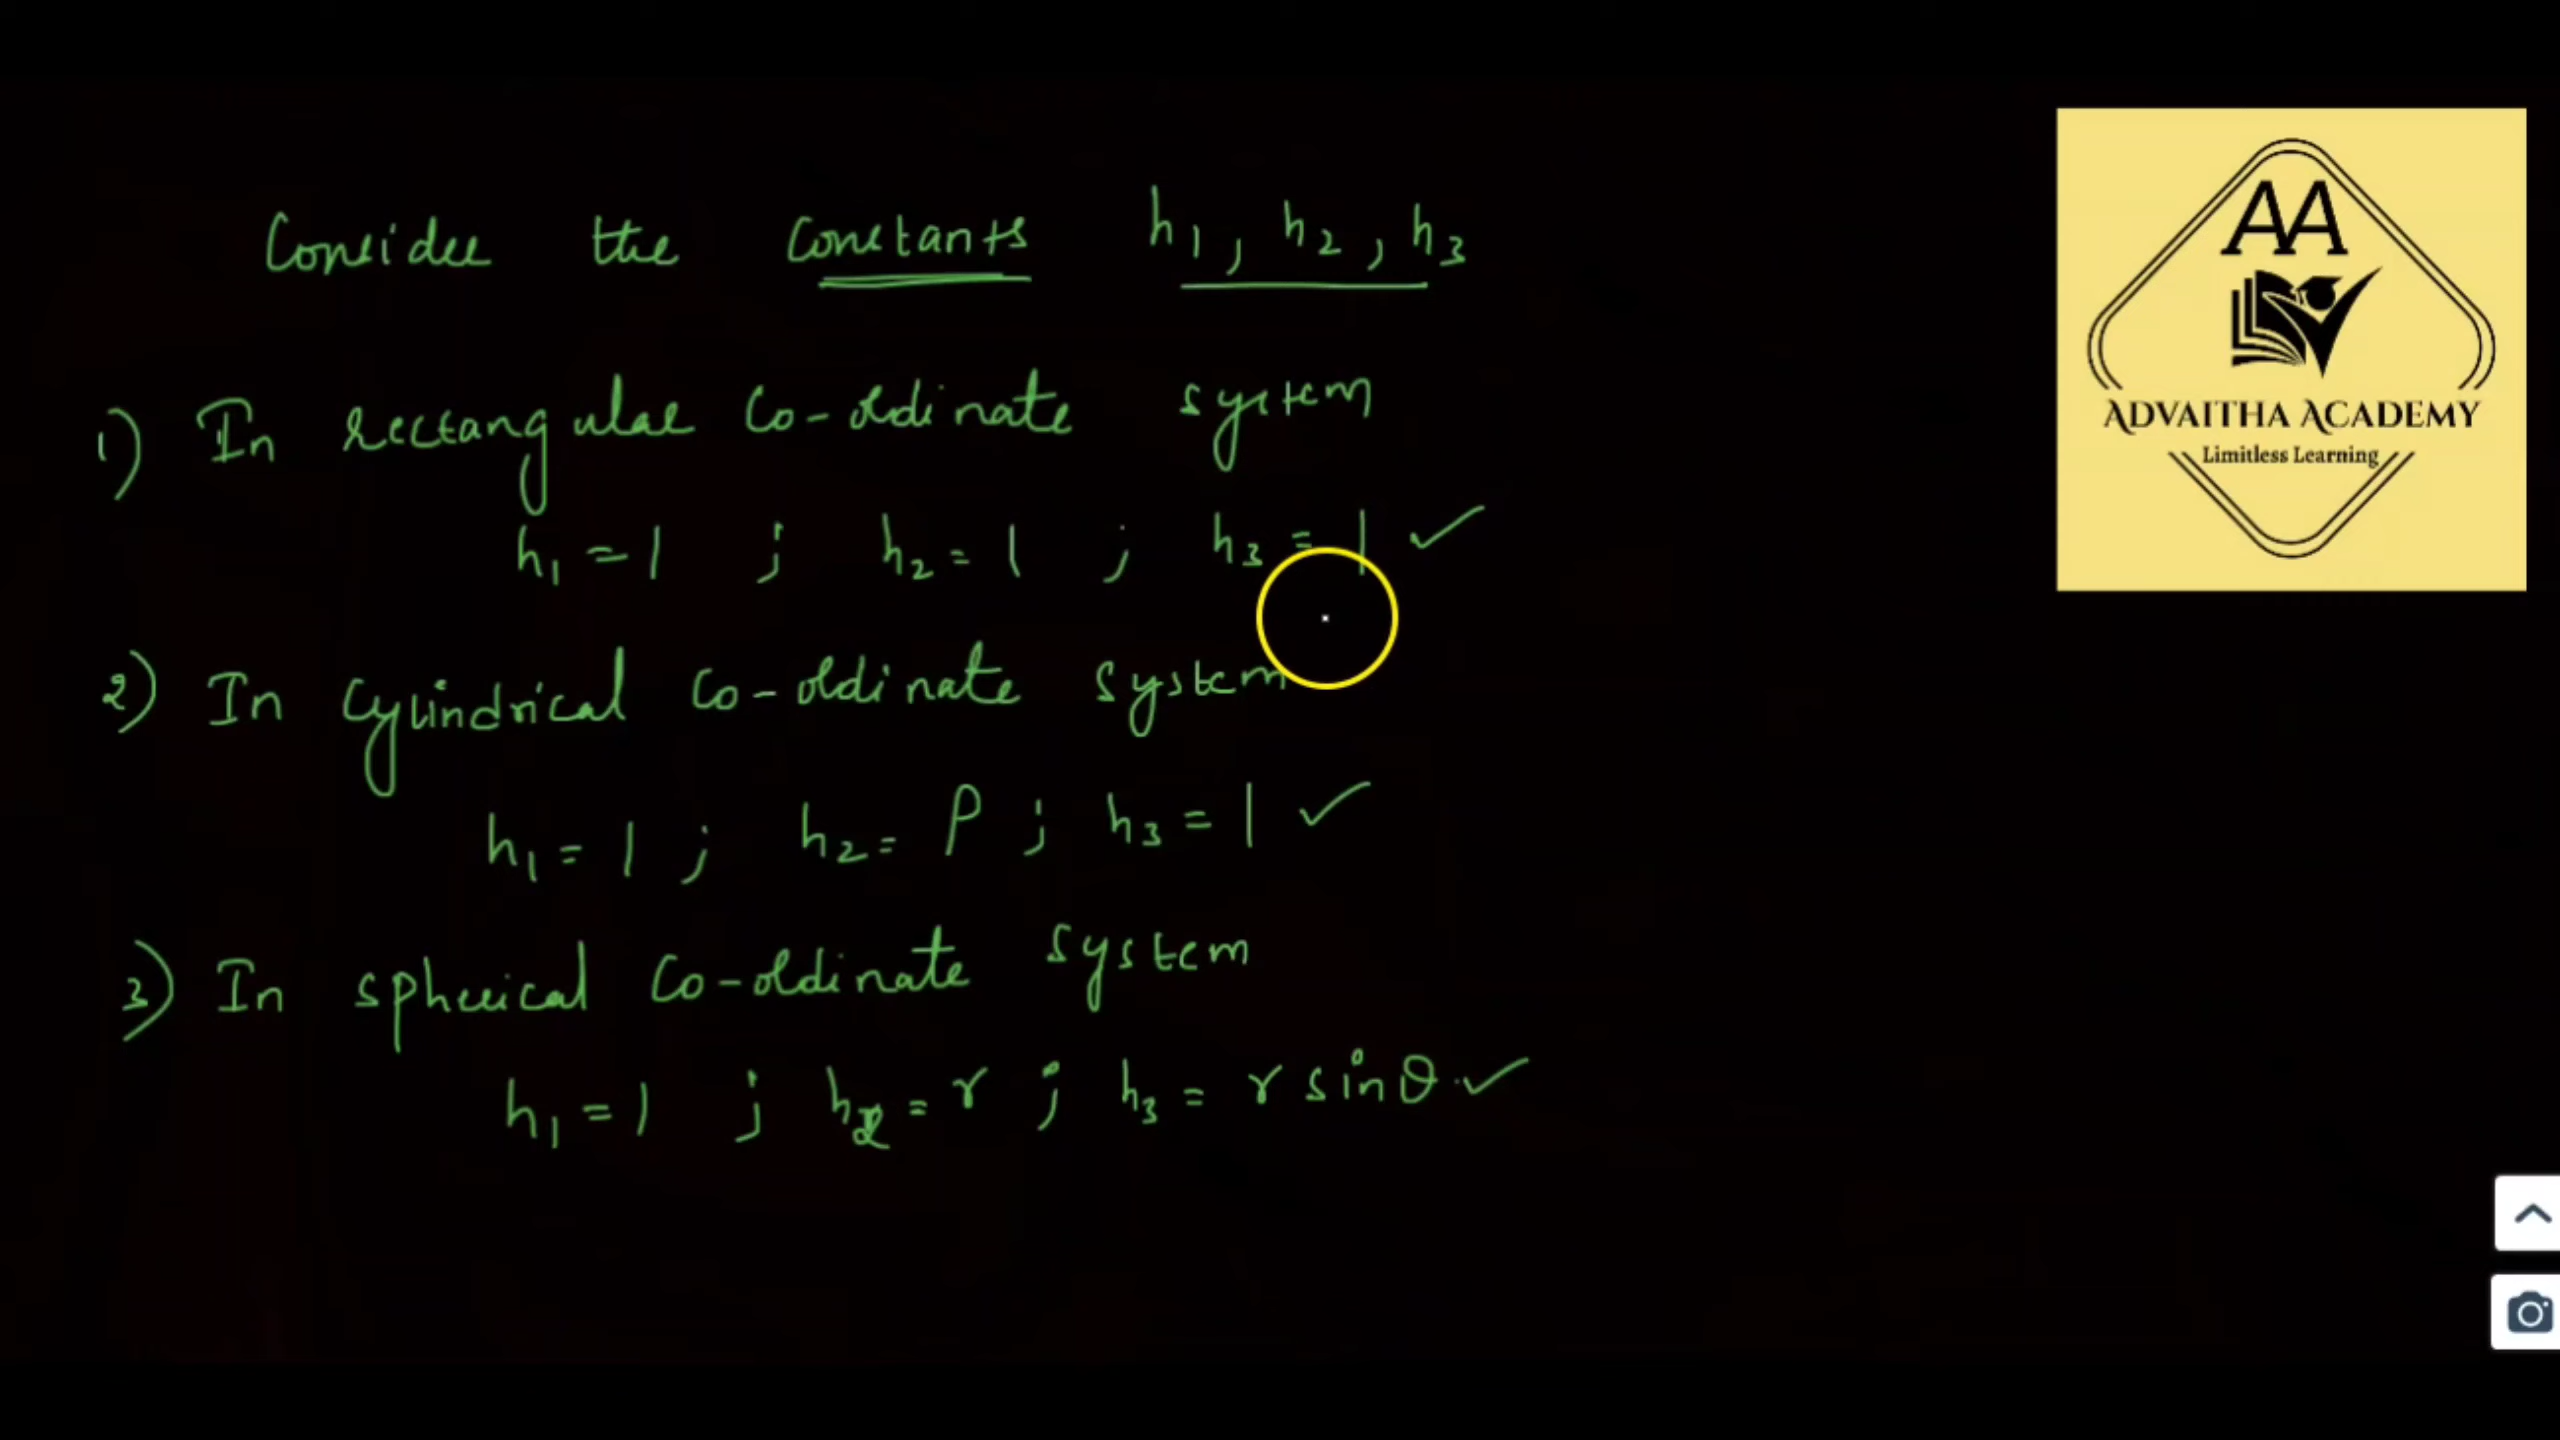 Consider the constants h1, h2, h3
1) In rectangular Co-ordinate system
h1 = 1 ; h2 = 1 ; h3 = 1 ✓
2) In Cylindrical Co-ordinate system
h1 = 1 ; h2 = ρ ; h3 = 1 ✓
3) In spherical Co-ordinate system
h1 = 1 ; h2 = r ; h3 = r sinθ. ✓
AA
ADVAITHA ACADEMY
Limitless Learning